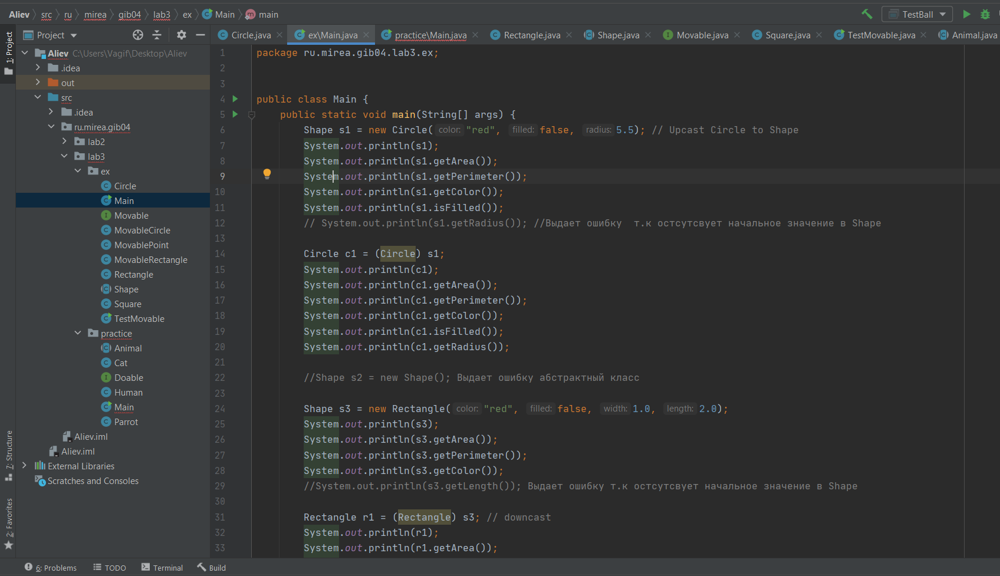 Aliev src ru mirea gib04 lab3 ex Main main TestBall
1: Project
Project
Circle.java ex\Main.java practice\Main.java Rectangle.java Shape.java Movable.java Square.java TestMovable.java Animal.java
Aliev C:\Users\Vagif\Desktop\Aliev
.idea
out
src
.idea
ru.mirea.gib04
lab2
lab3
ex
Circle
Main
Movable
MovableCircle
MovablePoint
MovableRectangle
Rectangle
Shape
Square
TestMovable
practice
Animal
Cat
Doable
Human
Main
Parrot
Aliev.iml
Aliev.iml
External Libraries
Scratches and Consoles
7: Structure
2: Favorites
1 package ru.mirea.gib04.lab3.ex;
2
3
4 public class Main {
5 public static void main(String[] args) {
6 Shape s1 = new Circle( color: "red", filled: false, radius: 5.5); // Upcast Circle to Shape
7 System.out.println(s1);
8 System.out.println(s1.getArea());
9 System.out.println(s1.getPerimeter());
10 System.out.println(s1.getColor());
11 System.out.println(s1.isFilled());
12 // System.out.println(s1.getRadius()); //Выдает ошибку т.к остсутсвует начальное значение в Shape
13
14 Circle c1 = (Circle) s1;
15 System.out.println(c1);
16 System.out.println(c1.getArea());
17 System.out.println(c1.getPerimeter());
18 System.out.println(c1.getColor());
19 System.out.println(c1.isFilled());
20 System.out.println(c1.getRadius());
21
22 //Shape s2 = new Shape(); Выдает ошибку абстрактный класс
23
24 Shape s3 = new Rectangle( color: "red", filled: false, width: 1.0, length: 2.0);
25 System.out.println(s3);
26 System.out.println(s3.getArea());
27 System.out.println(s3.getPerimeter());
28 System.out.println(s3.getColor());
29 //System.out.println(s3.getLength()); Выдает ошибку т.к остсутсвует начальное значение в Shape
30
31 Rectangle r1 = (Rectangle) s3; // downcast
32 System.out.println(r1);
33 System.out.println(r1.getArea());
6: Problems TODO Terminal Build